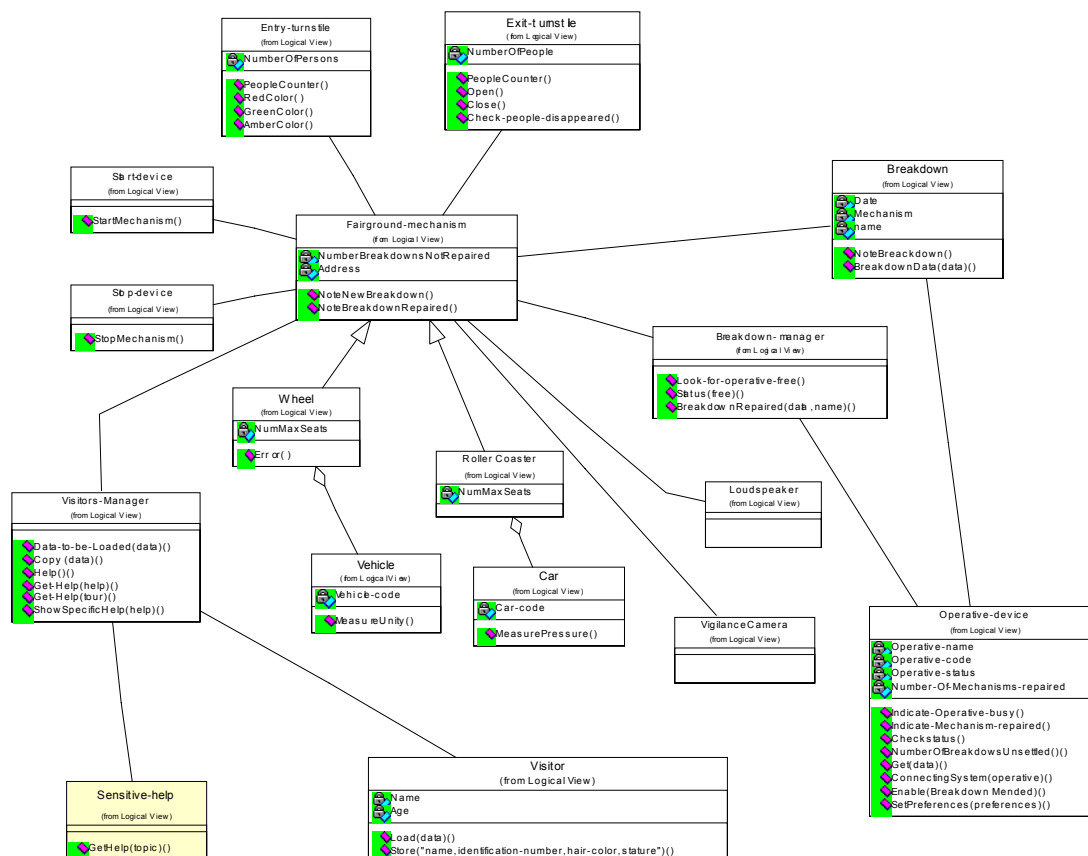 Entry-turnstile
(from Logical View)
NumberOfPersons
PeopleCounter()
RedColor( )
GreenColor()
AmberColor()
Exit-turnstile
(from Logical View)
NumberOfPeople
PeopleCounter()
Open()
Close()
Check-people-disappeared()
Start-device
(from Logical View)
StartMechanism()
Fairground-mechanism
(from Logical View)
NumberBreakdownsNotRepaired
Address
NoteNewBreakdown()
NoteBreakdownRepaired()
Breakdown
(from Logical View)
Date
Mechanism
name
NoteBreackdown()
BreakdownData(data)()
Stop-device
(from Logical View)
StopMechanism()
Breakdown-manager
(from Logical View)
Look-for-operative-free()
Status(free)()
BreakdownRepaired(data,name)()
Wheel
(from Logical View)
NumMaxSeats
Error()
Roller Coaster
(from Logical View)
NumMaxSeats
Loudspeaker
(from Logical View)
Visitors-Manager
(from Logical View)
Data-to-be-Loaded(data)()
Copy (data)()
Help()()
Get-Help(help)()
Get-Help(tour)()
ShowSpecificHelp(help)()
Vehicle
(from Logical View)
Vehicle-code
MeasureUnity()
Car
(from Logical View)
Car-code
MeasurePressure()
VigilanceCamera
(from Logical View)
Operative-device
(from Logical View)
Operative-name
Operative-code
Operative-status
Number-Of-Mechanisms-repaired
Indicate-Operative-busy()
Indicate-Mechanism-repaired()
Checkstatus()
NumberOfBreakdowsUnsettled()()
Get(data)()
ConnectingSystem(operative)()
Enable(Breakdown Mended)()
SetPreferences(preferences)()
Sensitive-help
(from Logical View)
GetHelp(topic)()
Visitor
(from Logical View)
Name
Age
Load(data)()
Store("name,identification-number,hair-color,stature")()